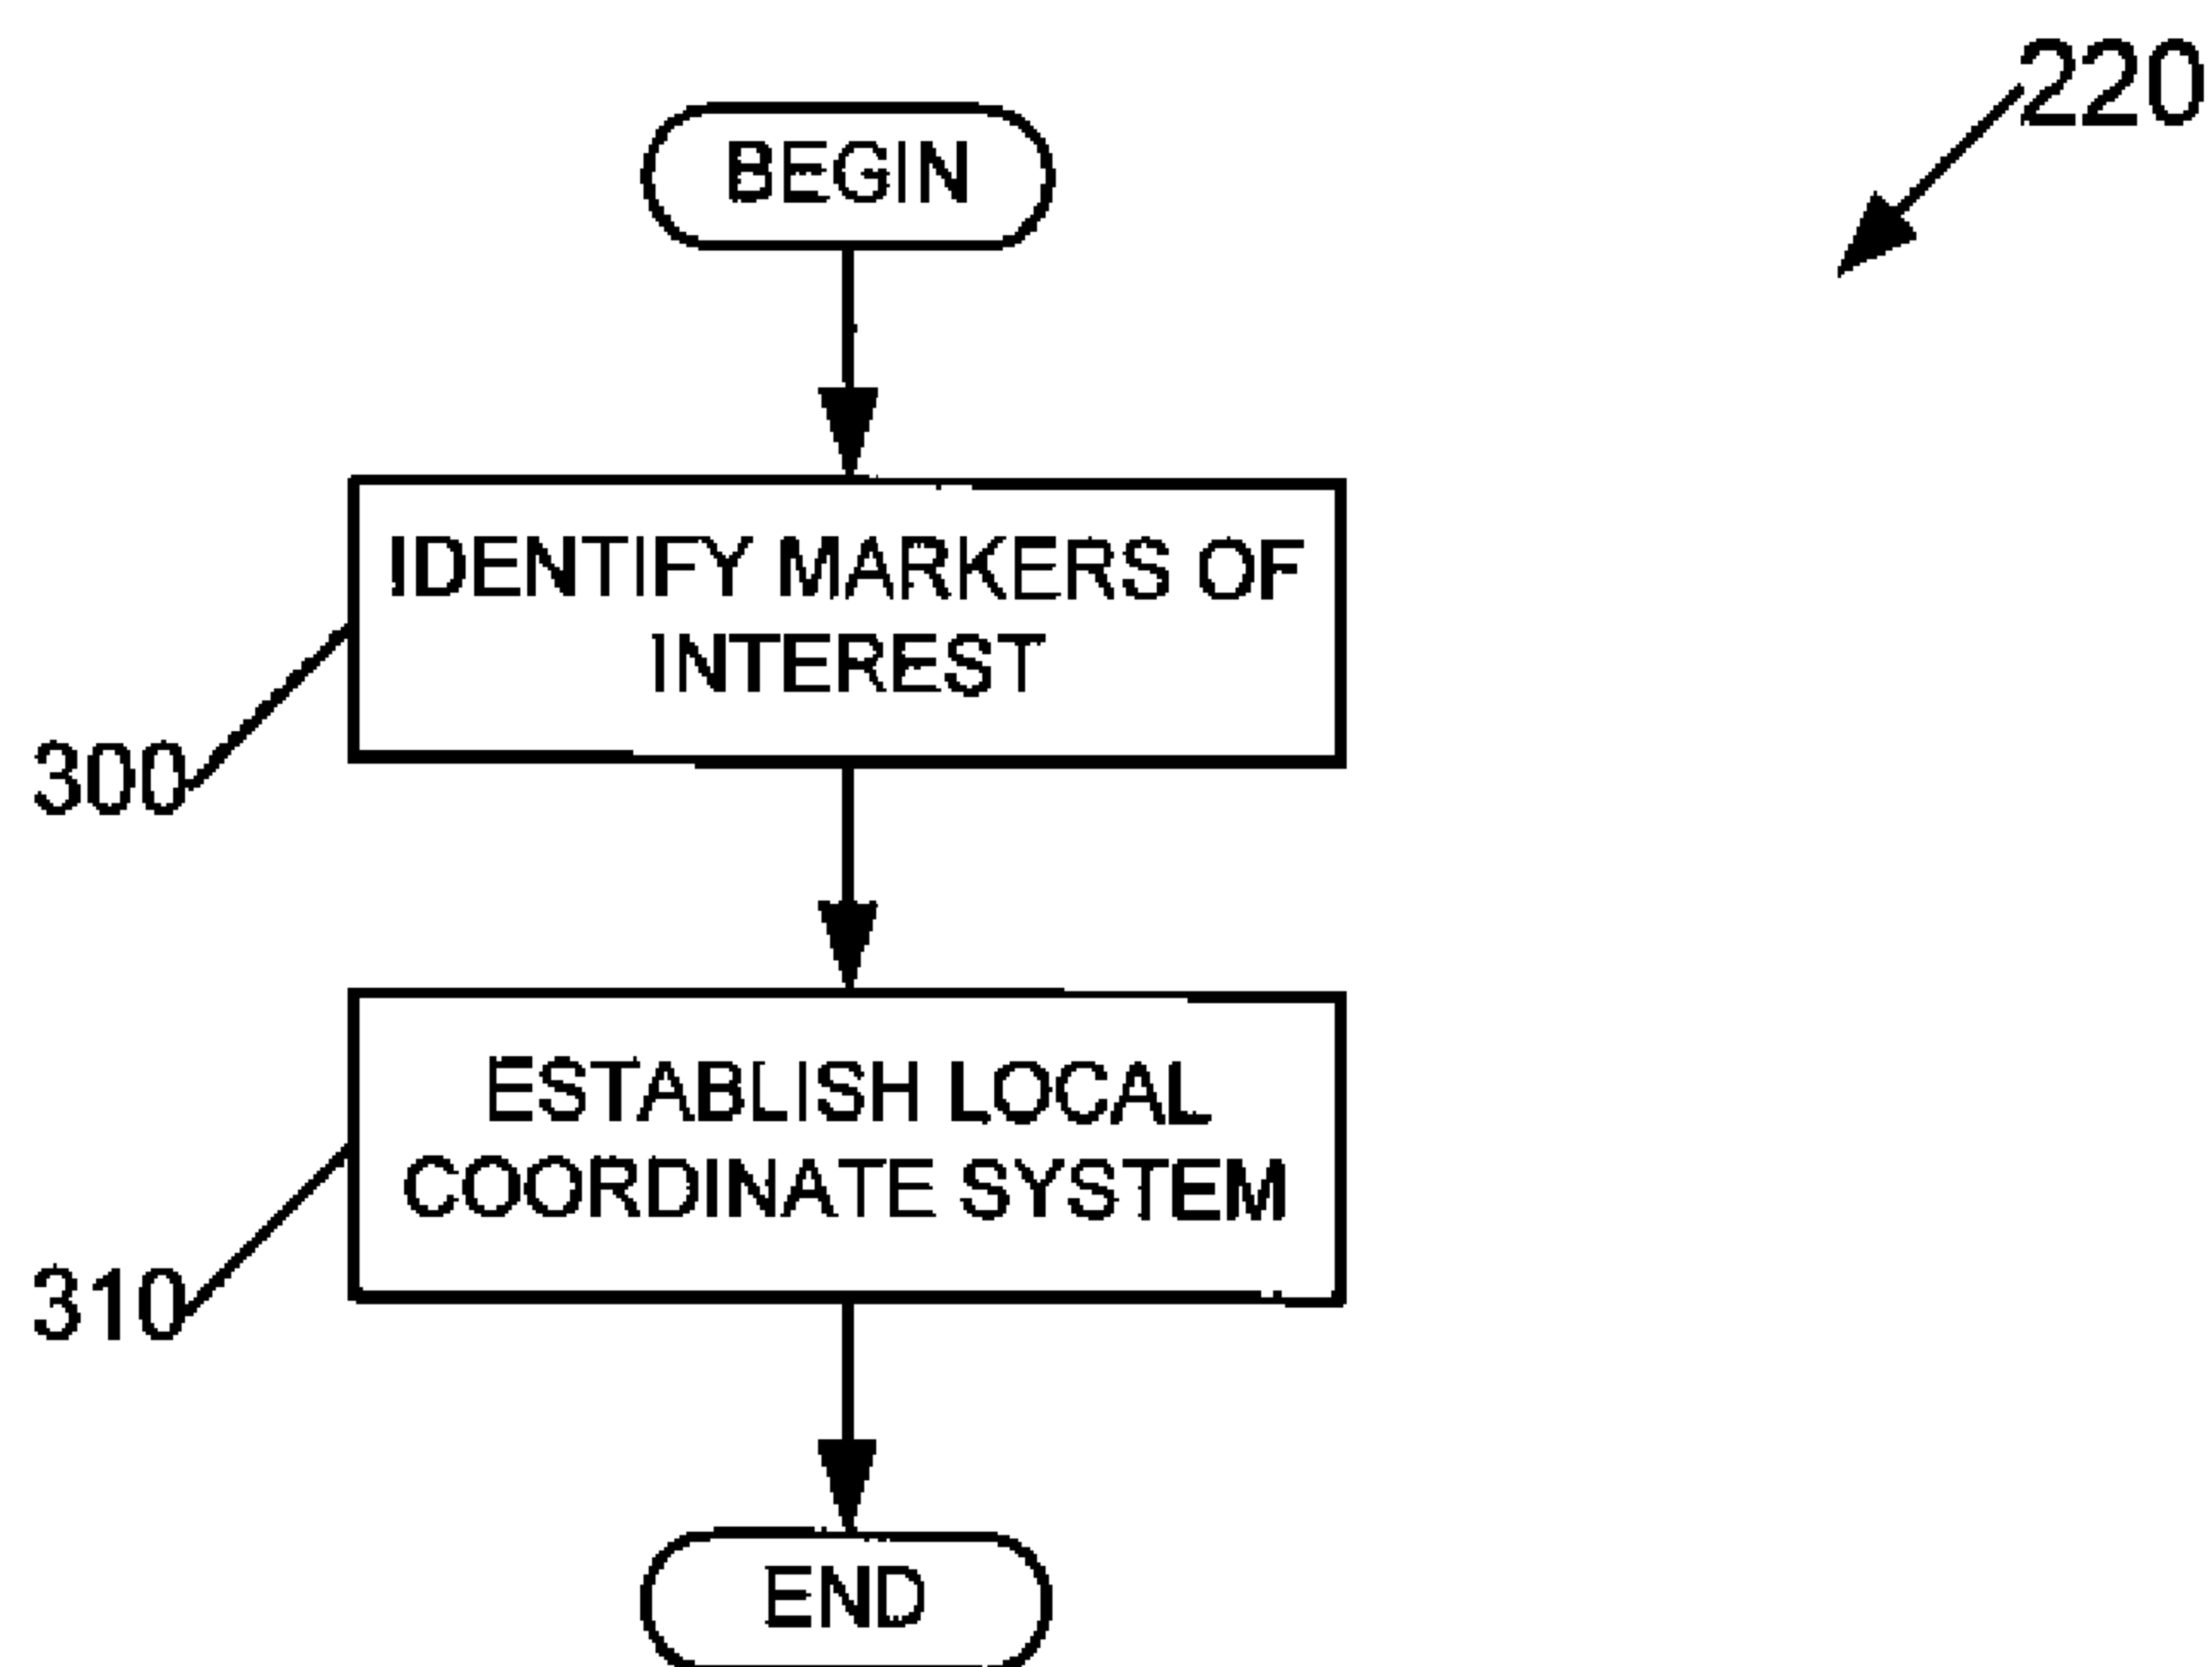 220
BEGIN
IDENTIFY MARKERS OF
INTEREST
300
ESTABLISH LOCAL
COORDINATE SYSTEM
310
END